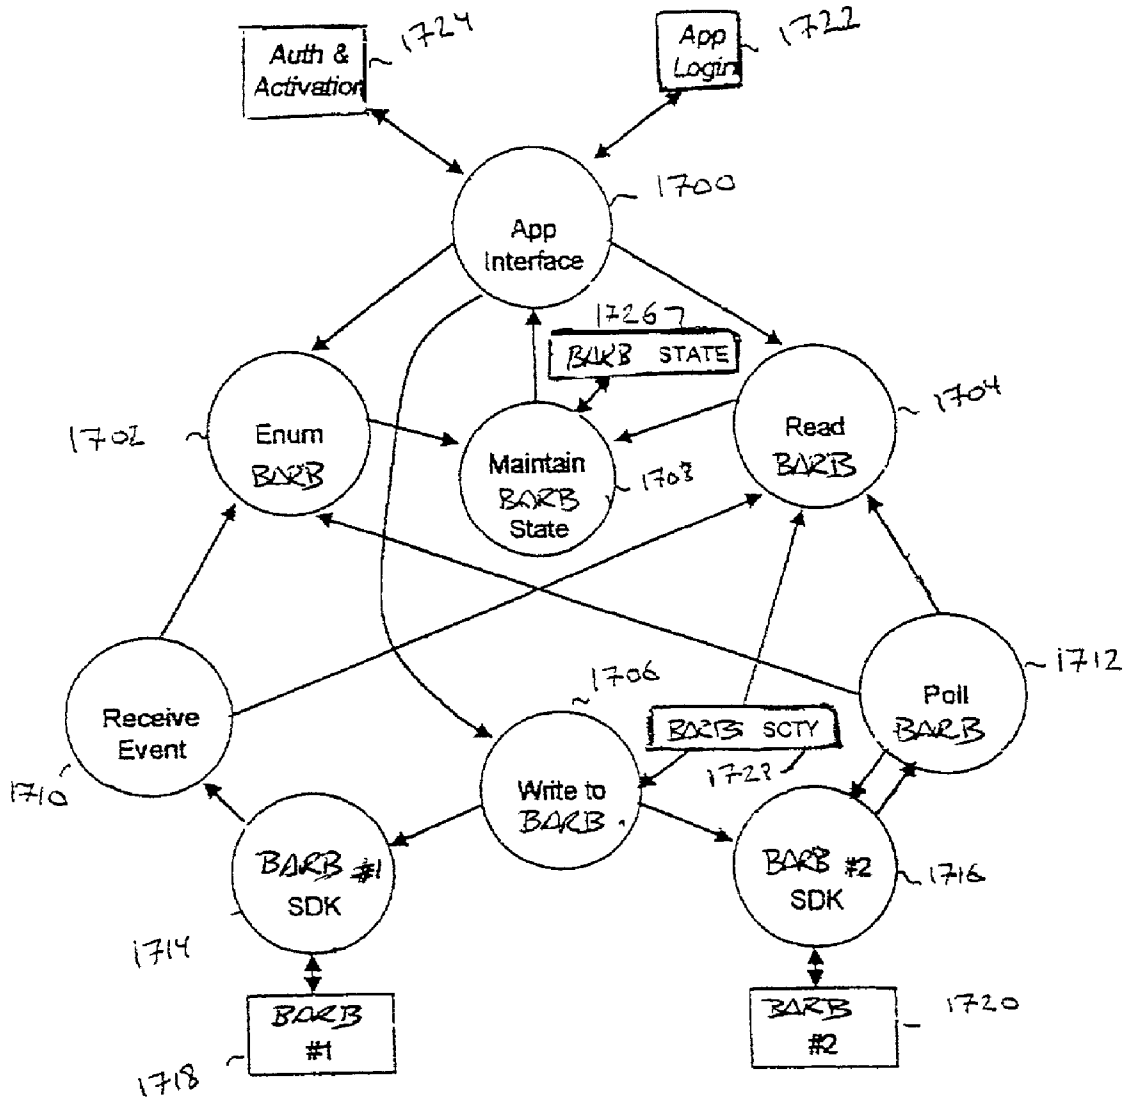 1724
Auth &
Activation
1722
App
Login
1700
App
Interface
1726
BARB STATE
1702
Enum
BARB
1704
Read
BARB
Maintain
BARB
State
1708
1712
Poll
BARB
Receive
Event
1710
1706
BARB SCTY
1728
Write to
BARB
BARB #1
SDK
1714
BARB #2
SDK
1716
BARB
#1
1718
BARB
#2
1720